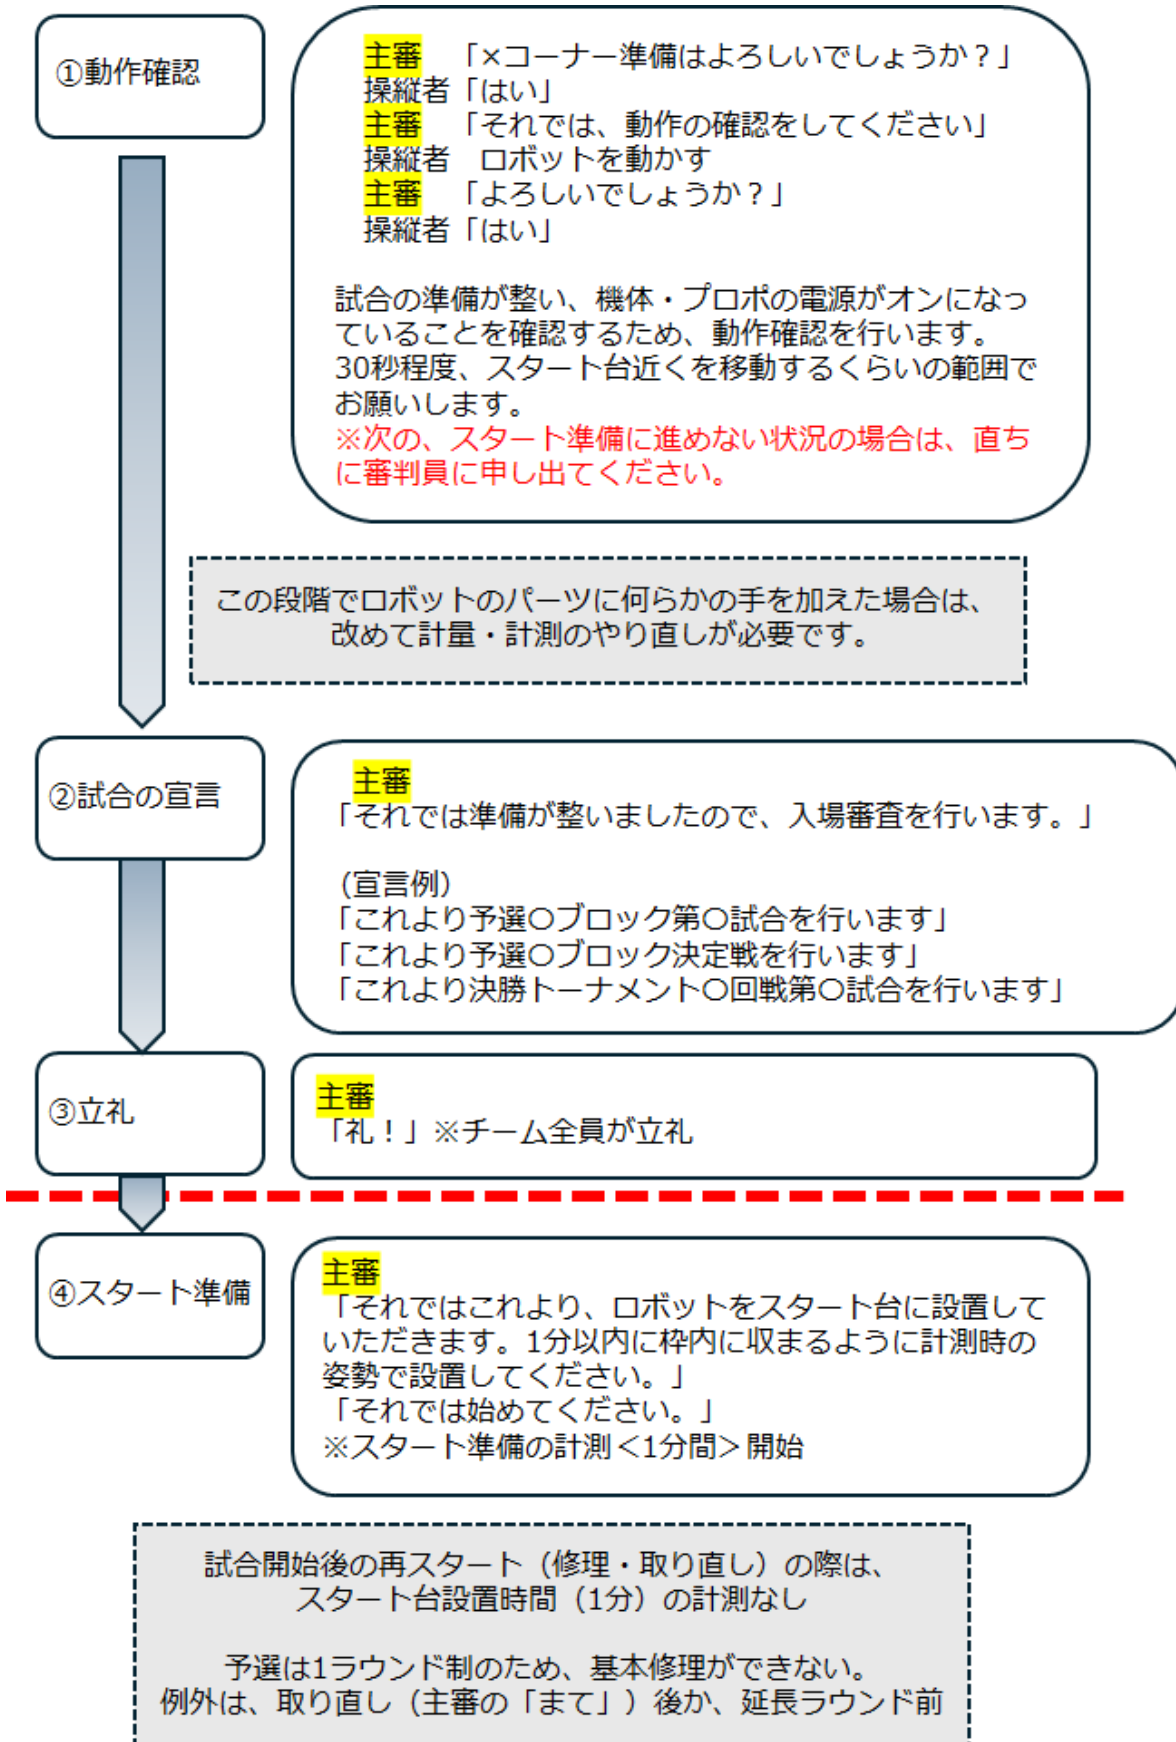 ①動作確認
主審　「×コーナー準備はよろしいでしょうか？」
操縦者「はい」
主審　「それでは、動作の確認をしてください」
操縦者　ロボットを動かす
主審　「よろしいでしょうか？」
操縦者「はい」
試合の準備が整い、機体・プロポの電源がオンになっ
ていることを確認するため、動作確認を行います。
30秒程度、スタート台近くを移動するくらいの範囲で
お願いします。
※次の、スタート準備に進めない状況の場合は、直ち
に審判員に申し出てください。
この段階でロボットのパーツに何らかの手を加えた場合は、
改めて計量・計測のやり直しが必要です。
②試合の宣言
主審
「それでは準備が整いましたので、入場審査を行います。」
（宣言例）
「これより予選〇ブロック第〇試合を行います」
「これより予選〇ブロック決定戦を行います」
「これより決勝トーナメント〇回戦第〇試合を行います」
③立礼
主審
「礼！」※チーム全員が立礼
④スタート準備
主審
「それではこれより、ロボットをスタート台に設置して
いただきます。1分以内に枠内に収まるように計測時の
姿勢で設置してください。」
「それでは始めてください。」
※スタート準備の計測＜1分間＞開始
試合開始後の再スタート（修理・取り直し）の際は、
スタート台設置時間（1分）の計測なし
予選は1ラウンド制のため、基本修理ができない。
例外は、取り直し（主審の「まて」）後か、延長ラウンド前